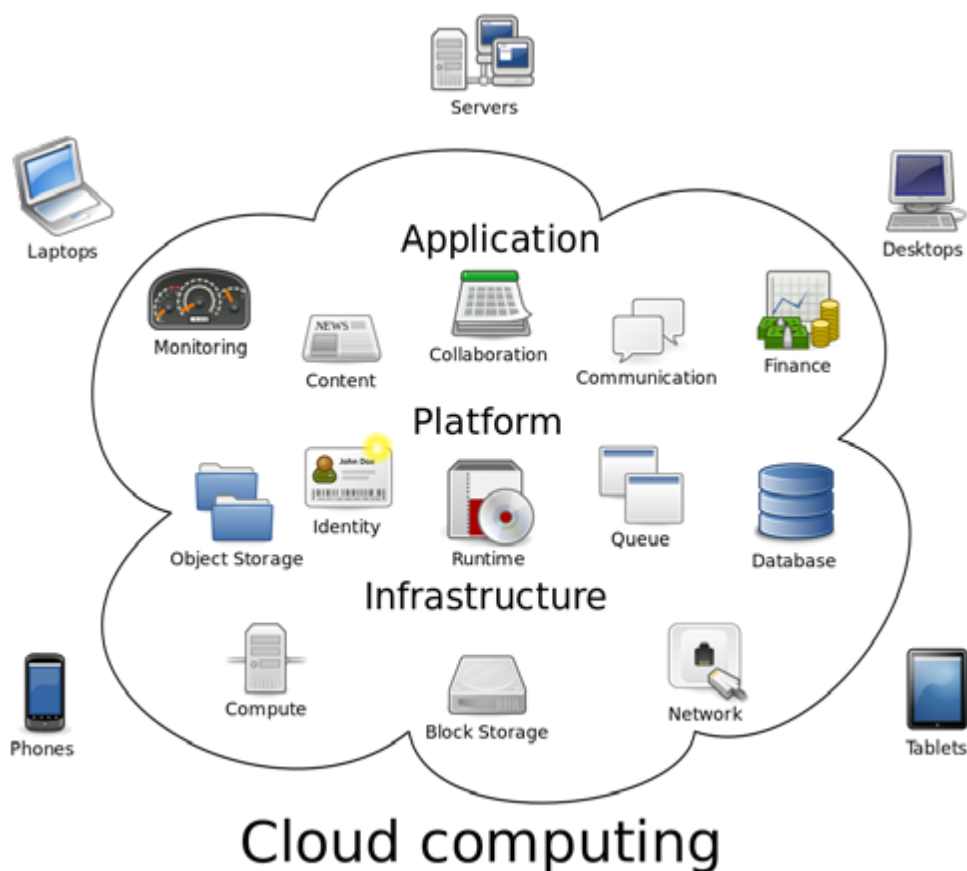 Servers
Laptops
Desktops
Application
Monitoring
NEWS
Content
Collaboration
Communication
Finance
Platform
Object Storage
John Doe
Identity
Runtime
Queue
Database
Infrastructure
Compute
Block Storage
Network
Phones
Tablets
Cloud computing